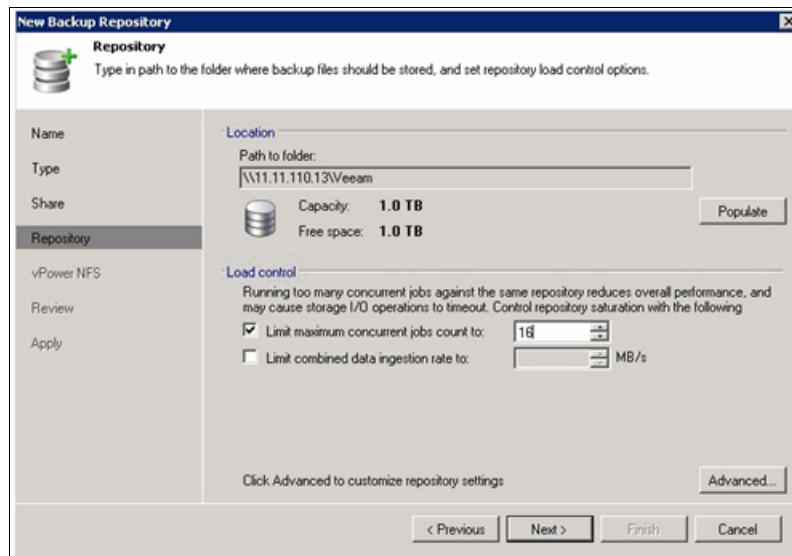 New Backup Repository
Repository
Type in path to the folder where backup files should be stored, and set repository load control options.
Name
Type
Share
Repository
vPower NFS
Review
Apply
Location
Path to folder:
\\11.11.110.13\Veeam
Capacity: 1.0 TB
Free space: 1.0 TB
Populate
Load control
Running too many concurrent jobs against the same repository reduces overall performance, and
may cause storage I/O operations to timeout. Control repository saturation with the following
Limit maximum concurrent jobs count to: 16
Limit combined data ingestion rate to: MB/s
Click Advanced to customize repository settings
Advanced...
< Previous
Next >
Finish
Cancel